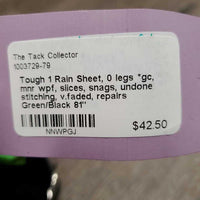 The Tack Collector
1003729-79
Tough 1 Rain Sheet, 0 legs *gc,
mnr wpf, slices, snags, undone
stitching, v.faded, repairs
Green/Black 81"
$42.50
NNWPGJ